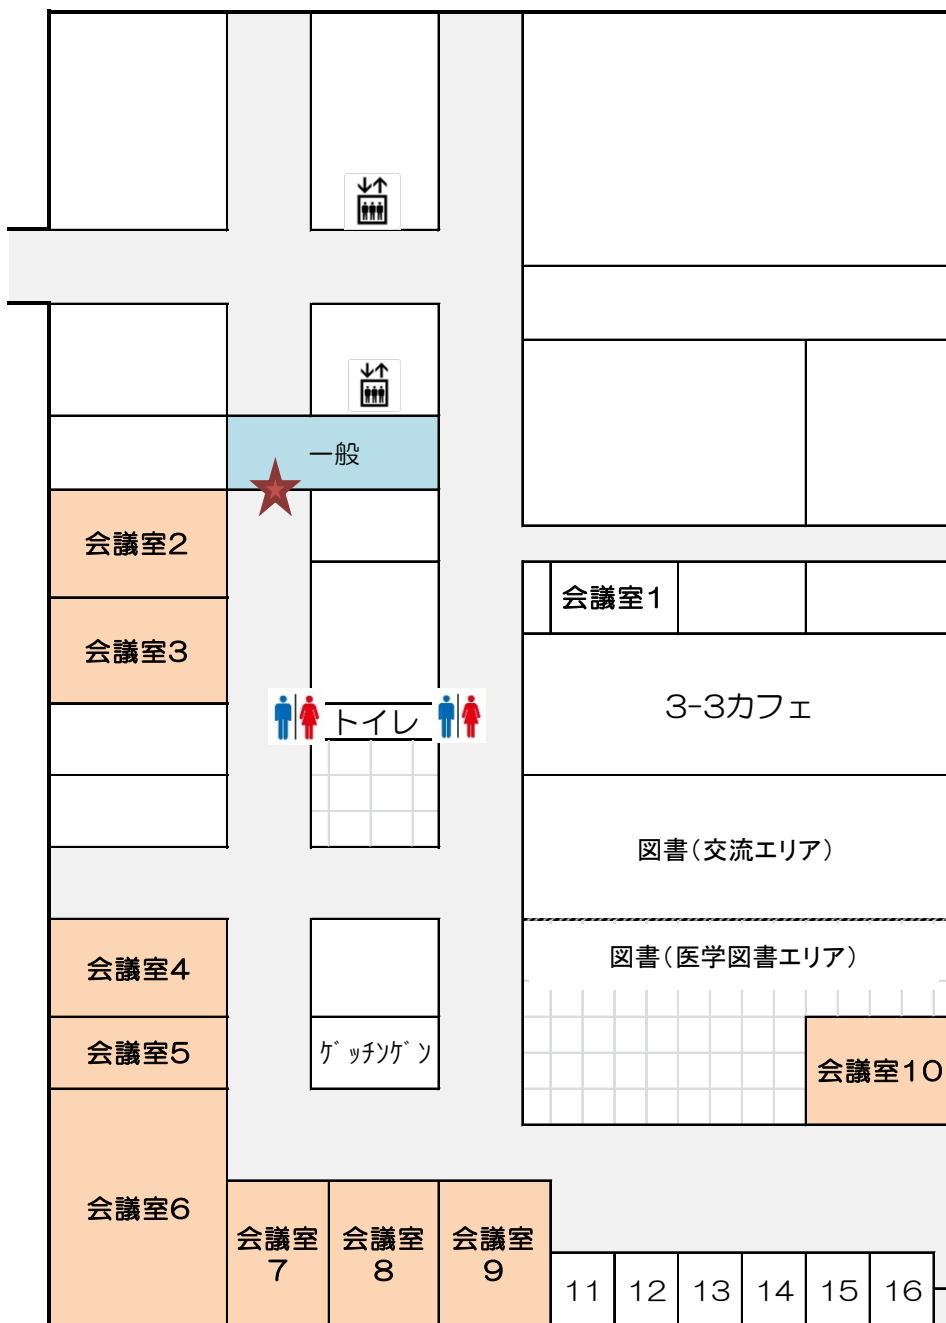 一般
会議室2
会議室1
会議室3
トイレ
3-3カフェ
図書(交流エリア)
会議室4
図書(医学図書エリア)
会議室5
ゲッチンゲン
会議室10
会議室6
会議室
7
会議室
8
会議室
9
11
12
13
14
15
16